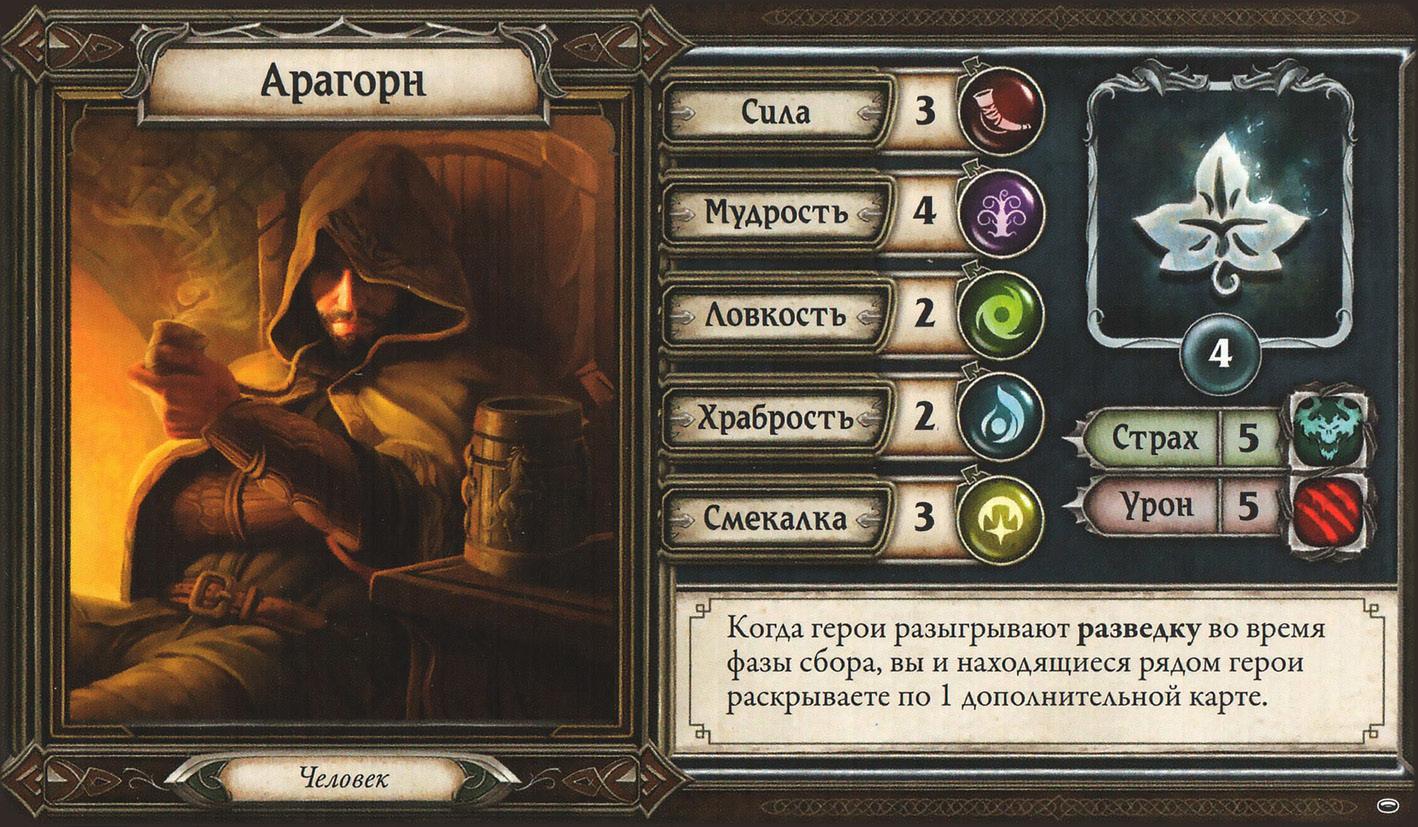 Арагорн
Сила 3
Мудрость 4
Ловкость 2
Храбрость 2
Смекалка 3
4
Страх 5
Урон 5
Когда герои разыгрывают разведку во время
фазы сбора, вы и находящиеся рядом герои
раскрываете по 1 дополнительной карте.
Человек